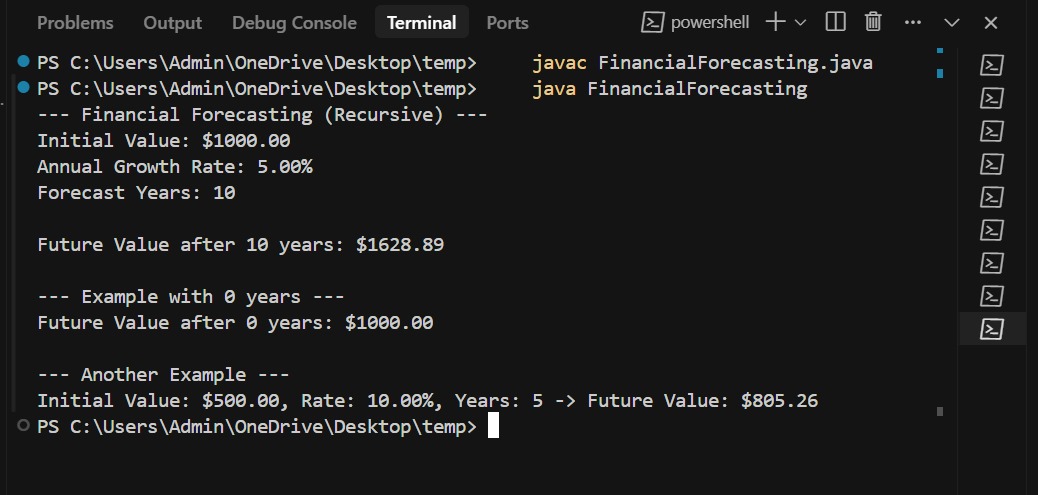 Problems Output Debug Console Terminal Ports powershell
PS C:\Users\Admin\OneDrive\Desktop\temp> javac FinancialForecasting.java
PS C:\Users\Admin\OneDrive\Desktop\temp> java FinancialForecasting
--- Financial Forecasting (Recursive) ---
Initial Value: $1000.00
Annual Growth Rate: 5.00%
Forecast Years: 10
Future Value after 10 years: $1628.89
--- Example with 0 years ---
Future Value after 0 years: $1000.00
--- Another Example ---
Initial Value: $500.00, Rate: 10.00%, Years: 5 -> Future Value: $805.26
PS C:\Users\Admin\OneDrive\Desktop\temp>